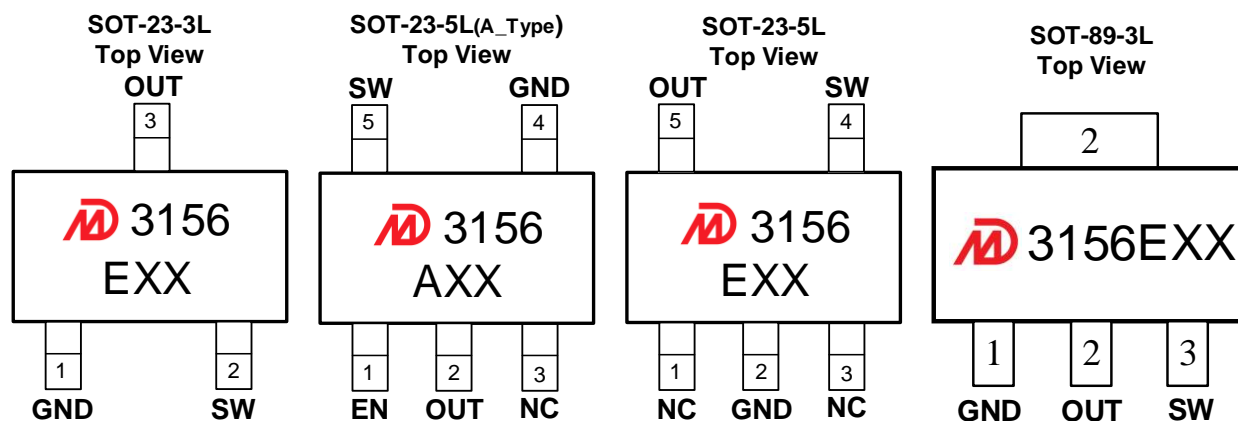 SOT-23-3L
Top View
OUT
3
3156
EXX
1
2
GND
SW
SOT-23-5L(A_Type)
Top View
SW
GND
5
4
3156
AXX
1
2
3
EN
OUT
NC
SOT-23-5L
Top View
OUT
SW
5
4
3156
EXX
1
2
3
NC
GND
NC
SOT-89-3L
Top View
2
3156EXX
1
2
3
GND
OUT
SW